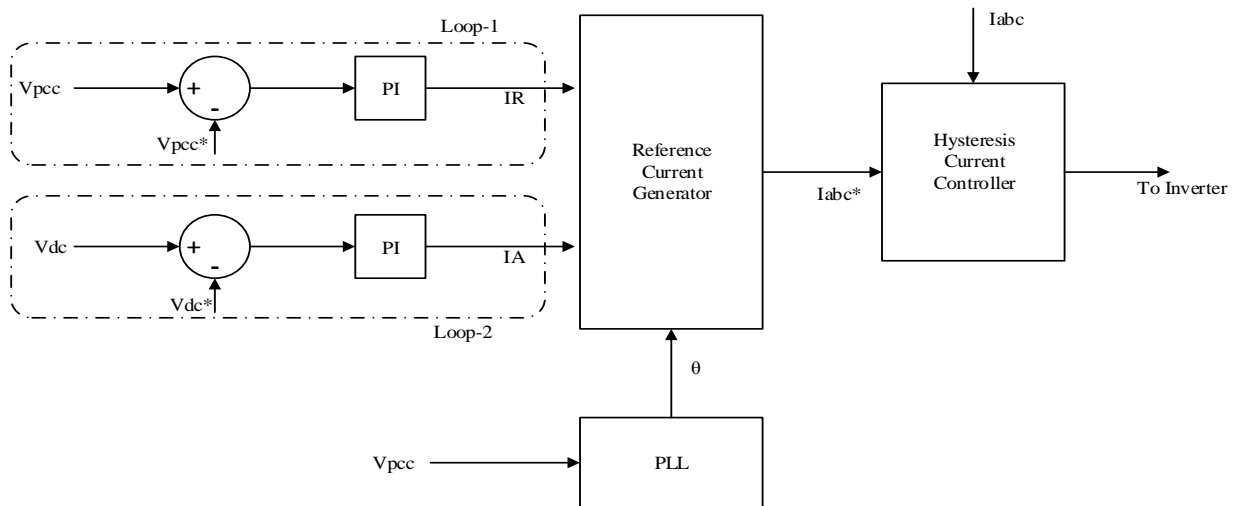 Loop-1
Vpcc
+
-
PI
IR
Vpcc*
Vdc
+
-
PI
IA
Vdc*
Loop-2
Reference
Current
Generator
θ
Vpcc
PLL
Iabc*
Iabc
Hysteresis
Current
Controller
To Inverter